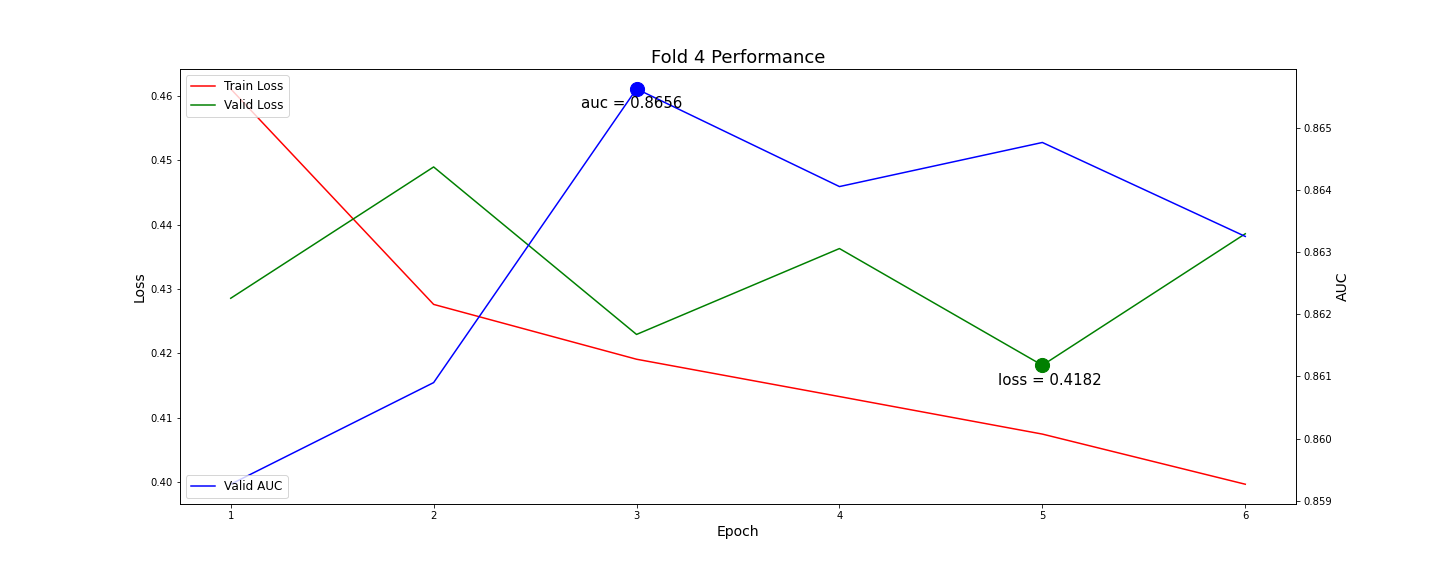 Fold 4 Performance
Train Loss
Valid Loss
Valid AUC
auc = 0.8656
loss = 0.4182
Loss
0.46
0.45
0.44
0.43
0.42
0.41
0.40
AUC
0.865
0.864
0.863
0.862
0.861
0.860
0.859
1 2 3 4 5 6
Epoch